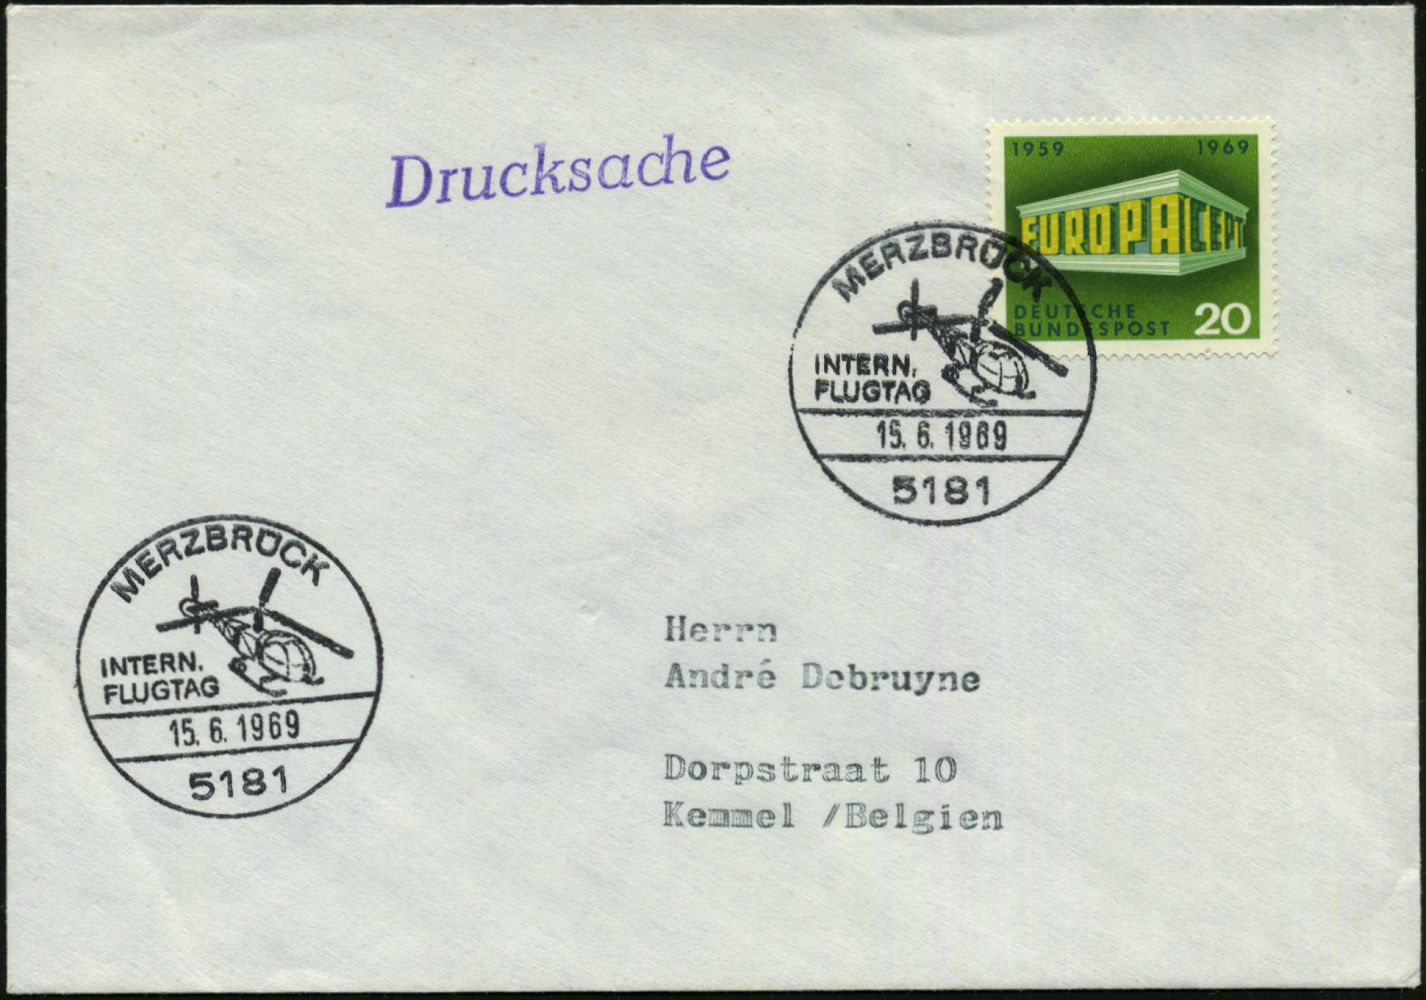 Drucksache
1959 1969
EUROPA CEPT
DEUTSCHE
BUNDESPOST 20
MERZBRÜCK
INTERN.
FLUGTAG
15.6.1969
5181
MERZBRÜCK
INTERN.
FLUGTAG
15.6.1969
5181
Herrn
André Debruyne
Dorpstraat 10
Kemmel /Belgien